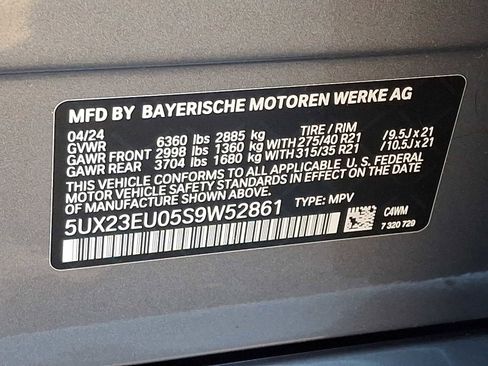 MFD BY BAYERISCHE MOTOREN WERKE AG
04/24 TIRE / RIM
GVWR 6360 lbs 2885 kg
GAWR FRONT 2998 lbs 1360 kg WITH 275/40 R21 /9.5J x 21
GAWR REAR 3704 lbs 1680 kg WITH 315/35 R21 /10.5J x 21
THIS VEHICLE CONFORMS TO ALL APPLICABLE U.S. FEDERAL
MOTOR VEHICLE SAFETY STANDARDS IN EFFECT ON THE DATE
OF MANUFACTURE SHOWN ABOVE.
5UX23EU05S9W52861 TYPE: MPV
C4WM
7 320 729